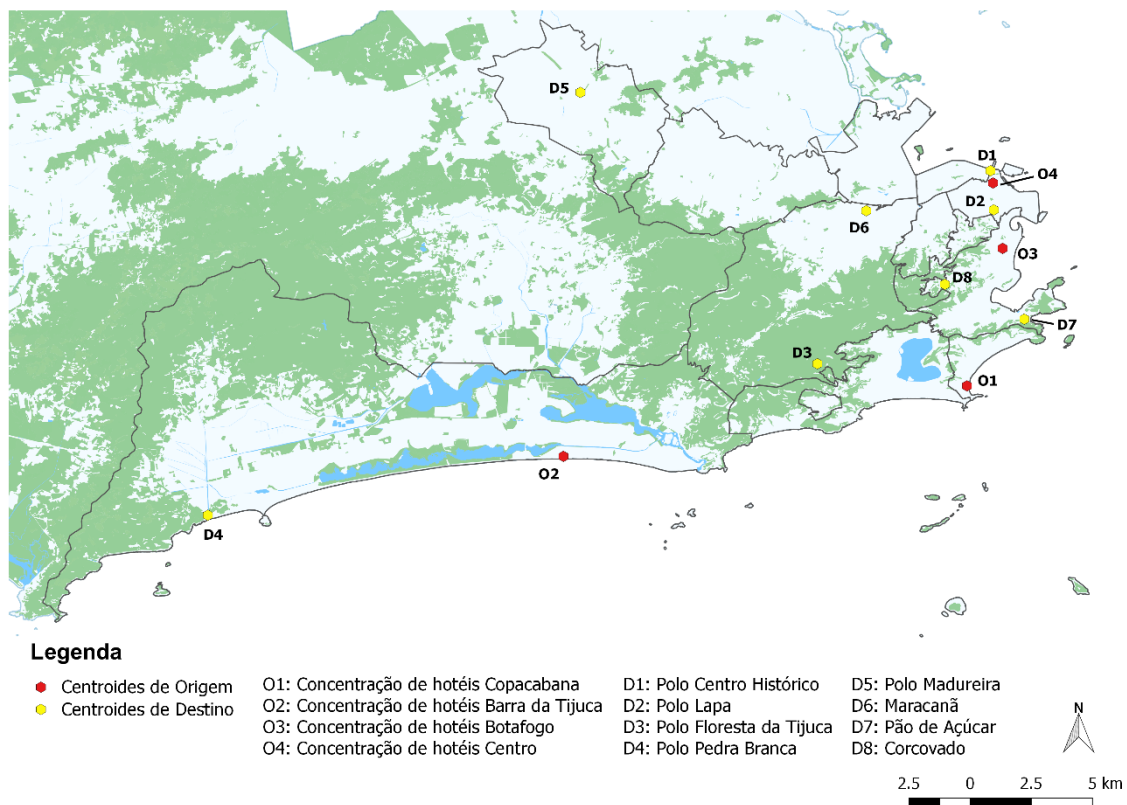 D5
D1
O4
D2
D6
O3
D8
D7
D3
O1
O2
D4
Legenda
Centroides de Origem
Centroides de Destino
O1: Concentração de hotéis Copacabana
O2: Concentração de hotéis Barra da Tijuca
O3: Concentração de hotéis Botafogo
O4: Concentração de hotéis Centro
D1: Polo Centro Histórico
D2: Polo Lapa
D3: Polo Floresta da Tijuca
D4: Polo Pedra Branca
D5: Polo Madureira
D6: Maracanã
D7: Pão de Açúcar
D8: Corcovado
N
2.5 0 2.5 5 km